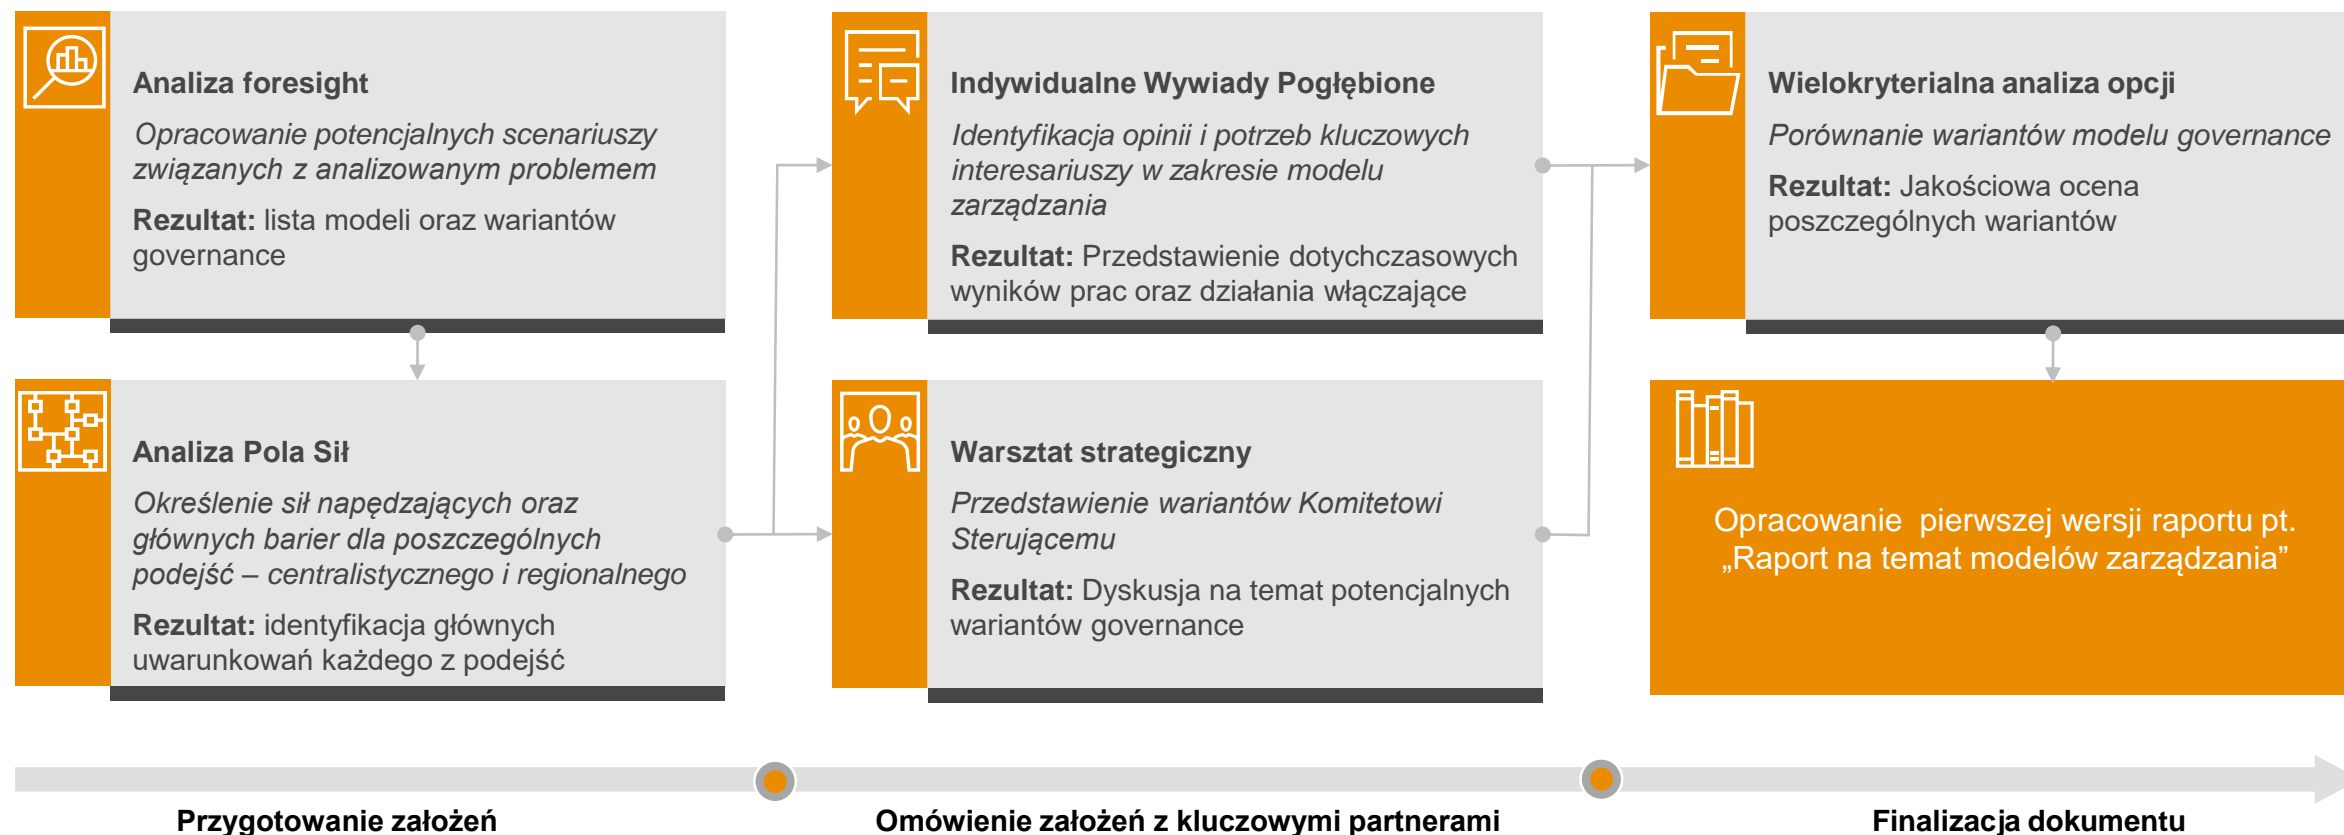 Analiza foresight
Opracowanie potencjalnych scenariuszy
związanych z analizowanym problemem
Rezultat: lista modeli oraz wariantów
governance
Analiza Pola Sił
Określenie sił napędzających oraz
głównych barier dla poszczególnych
podejść – centralistycznego i regionalnego
Rezultat: identyfikacja głównych
uwarunkowań każdego z podejść
Indywidualne Wywiady Pogłębione
Identyfikacja opinii i potrzeb kluczowych
interesariuszy w zakresie modelu
zarządzania
Rezultat: Przedstawienie dotychczasowych
wyników prac oraz działania włączające
Warsztat strategiczny
Przedstawienie wariantów Komitetowi
Sterującemu
Rezultat: Dyskusja na temat potencjalnych
wariantów governance
Wielokryterialna analiza opcji
Porównanie wariantów modelu governance
Rezultat: Jakościowa ocena
poszczególnych wariantów
Opracowanie pierwszej wersji raportu pt.
„Raport na temat modelów zarządzania”
Przygotowanie założeń
Omówienie założeń z kluczowymi partnerami
Finalizacja dokumentu